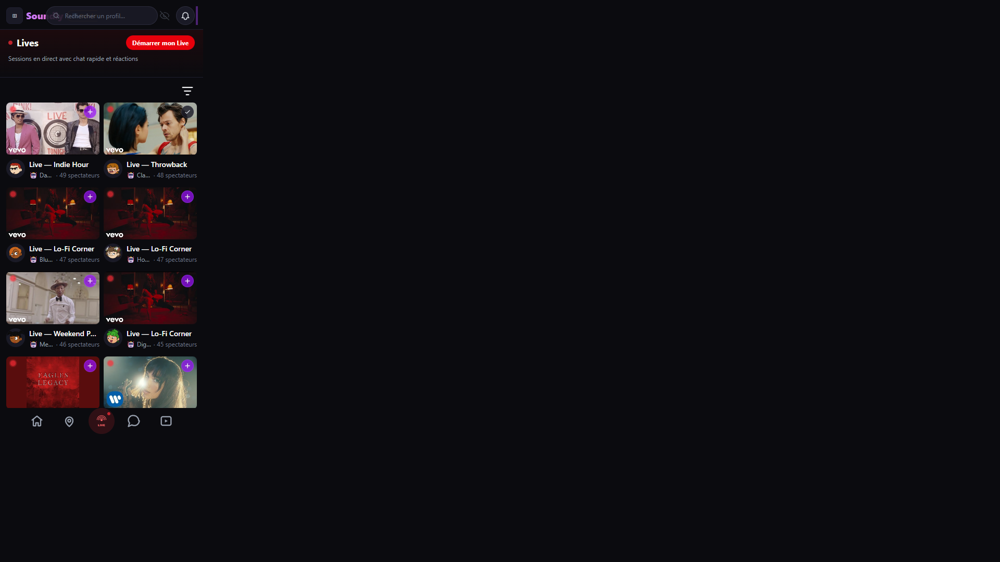 Rechercher un profil...
Lives
Démarrer mon Live
Sessions en direct avec chat rapide et réactions
LIVE
TONIGH
vevo
vevo
Live — Indie Hour
Da... · 49 spectateurs
Live — Throwback
Cla... · 48 spectateurs
vevo
vevo
Live — Lo-Fi Corner
Blu... · 47 spectateurs
Live — Lo-Fi Corner
Ho... · 47 spectateurs
vevo
vevo
Live — Weekend P...
Me... · 46 spectateurs
Live — Lo-Fi Corner
Dig... · 45 spectateurs
EAGLES
LEGACY
LIVE